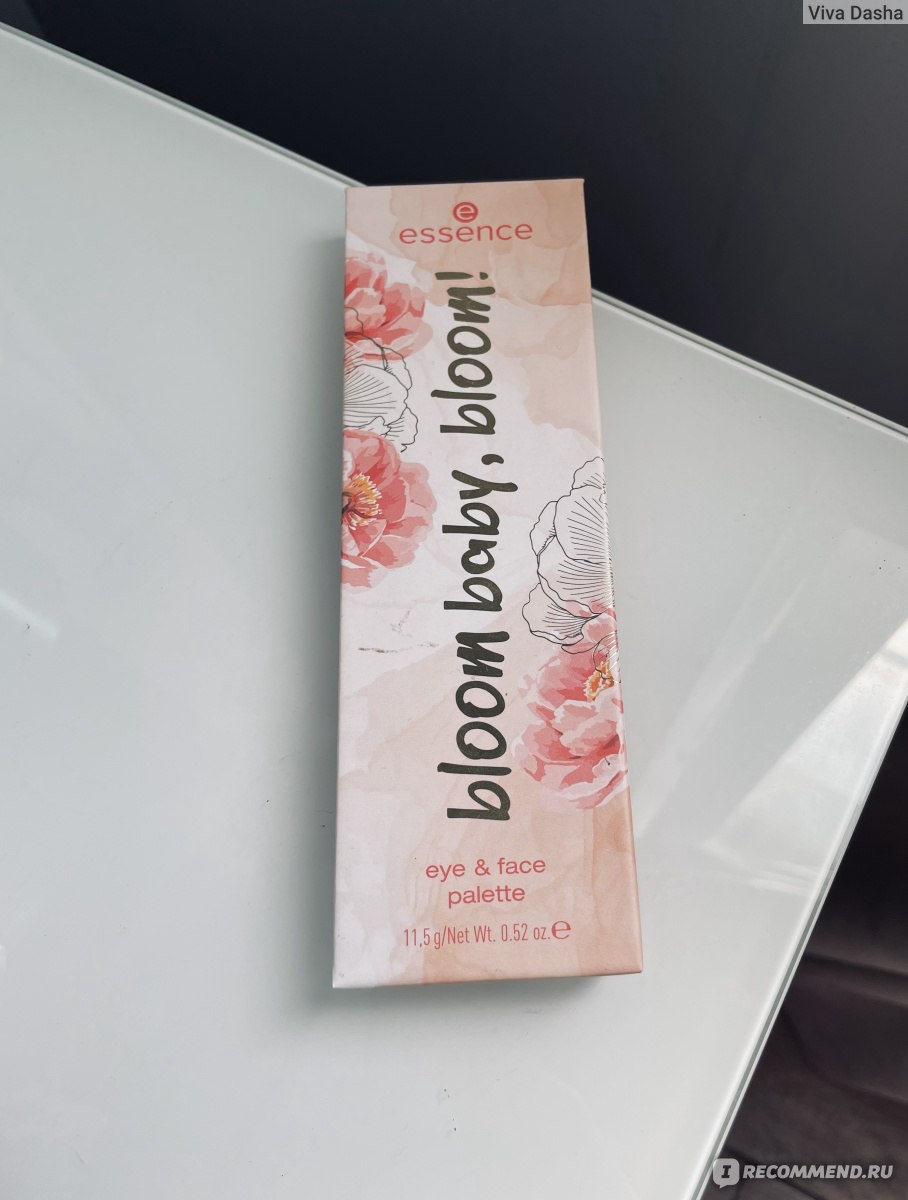 Viva Dasha
e
essence
bloom baby, bloom!
eye & face
palette
11,5 g/Net Wt. 0.52 oz.℮
I RECOMMEND.RU